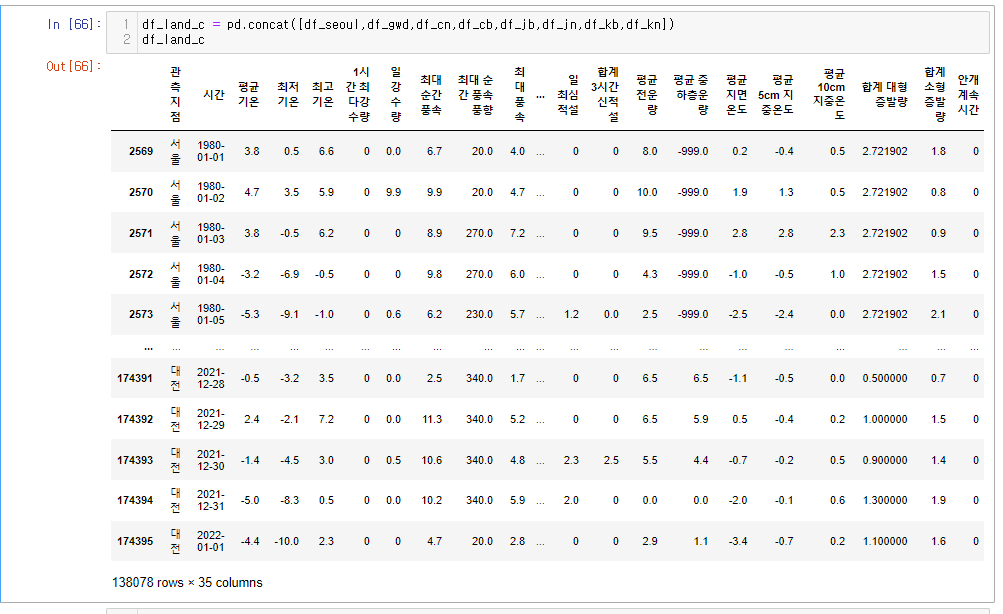 In [66]:
1 df_land_c = pd.concat([df_seoul,df_gwd,df_cn,df_cb,df_jb,df_jn,df_kb,df_kn])
2 df_land_c
Out[66]:
관측지점 시간 평균기온 최저기온 최고기온 1시간 최다강수량 일강수량 최대순간풍속 최대 순간 풍속풍향 최대풍속 ... 일최심적설 합계3시간신적설 평균전운량 평균 중하층운량 평균지면온도 평균5cm 지중온도 평균10cm지중온도 합계 대형증발량 합계소형증발량 안개계속시간
2569 서울 1980-01-01 3.8 0.5 6.6 0 0.0 6.7 20.0 4.0 ... 0 0 8.0 -999.0 0.2 -0.4 0.5 2.721902 1.8 0
2570 서울 1980-01-02 4.7 3.5 5.9 0 9.9 9.9 20.0 4.7 ... 0 0 10.0 -999.0 1.9 1.3 0.5 2.721902 0.8 0
2571 서울 1980-01-03 3.8 -0.5 6.2 0 0 8.9 270.0 7.2 ... 0 0 9.5 -999.0 2.8 2.8 2.3 2.721902 0.9 0
2572 서울 1980-01-04 -3.2 -6.9 -0.5 0 0 9.8 270.0 6.0 ... 0 0 4.3 -999.0 -1.0 -0.5 1.0 2.721902 1.5 0
2573 서울 1980-01-05 -5.3 -9.1 -1.0 0 0.6 6.2 230.0 5.7 ... 1.2 0.0 2.5 -999.0 -2.5 -2.4 0.0 2.721902 2.1 0
... ... ... ... ... ... ... ... ... ... ... ... ... ... ... ... ... ... ... ... ... ...
174391 대전 2021-12-28 -0.5 -3.2 3.5 0 0.0 2.5 340.0 1.7 ... 0 0 6.5 6.5 -1.1 -0.5 0.0 0.500000 0.7 0
174392 대전 2021-12-29 2.4 -2.1 7.2 0 0.0 11.3 340.0 5.2 ... 0 0 6.5 5.9 0.5 -0.4 0.2 1.000000 1.5 0
174393 대전 2021-12-30 -1.4 -4.5 3.0 0 0.5 10.6 340.0 4.8 ... 2.3 2.5 5.5 4.4 -0.7 -0.2 0.5 0.900000 1.4 0
174394 대전 2021-12-31 -5.0 -8.3 0.5 0 0.0 10.2 340.0 5.9 ... 2.0 0 0.0 0.0 -2.0 -0.1 0.6 1.300000 1.9 0
174395 대전 2022-01-01 -4.4 -10.0 2.3 0 0 4.7 20.0 2.8 ... 0 0 2.9 1.1 -3.4 -0.7 0.2 1.100000 1.6 0
138078 rows × 35 columns